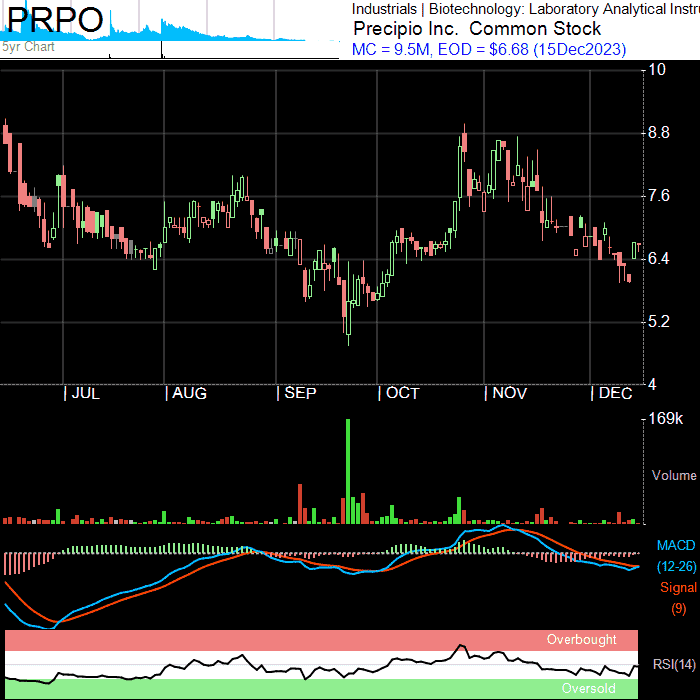 PRPO
5yr Chart
Industrials | Biotechnology: Laboratory Analytical Instru
Precipio Inc. Common Stock
MC = 9.5M, EOD = $6.68 (15Dec2023)
10
8.8
7.6
6.4
5.2
4
| JUL | AUG | SEP | OCT | NOV | DEC
169k
Volume
MACD
(12-26)
Signal
(9)
Overbought
RSI(14)
Oversold